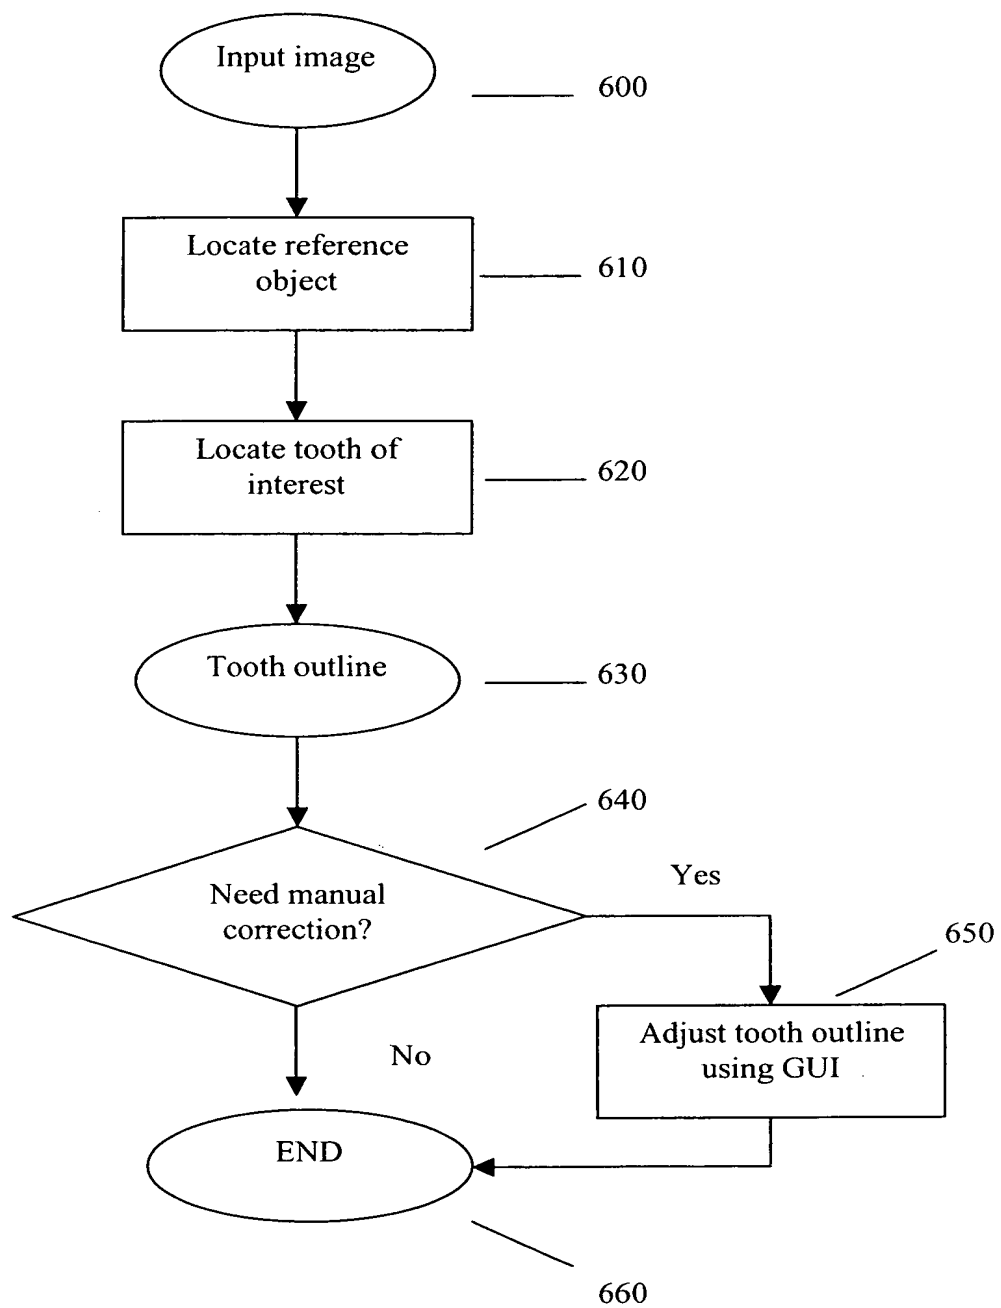 Input image
600
Locate reference
object
610
Locate tooth of
interest
620
Tooth outline
630
640
Need manual
correction?
Yes
650
Adjust tooth outline
using GUI
No
END
660